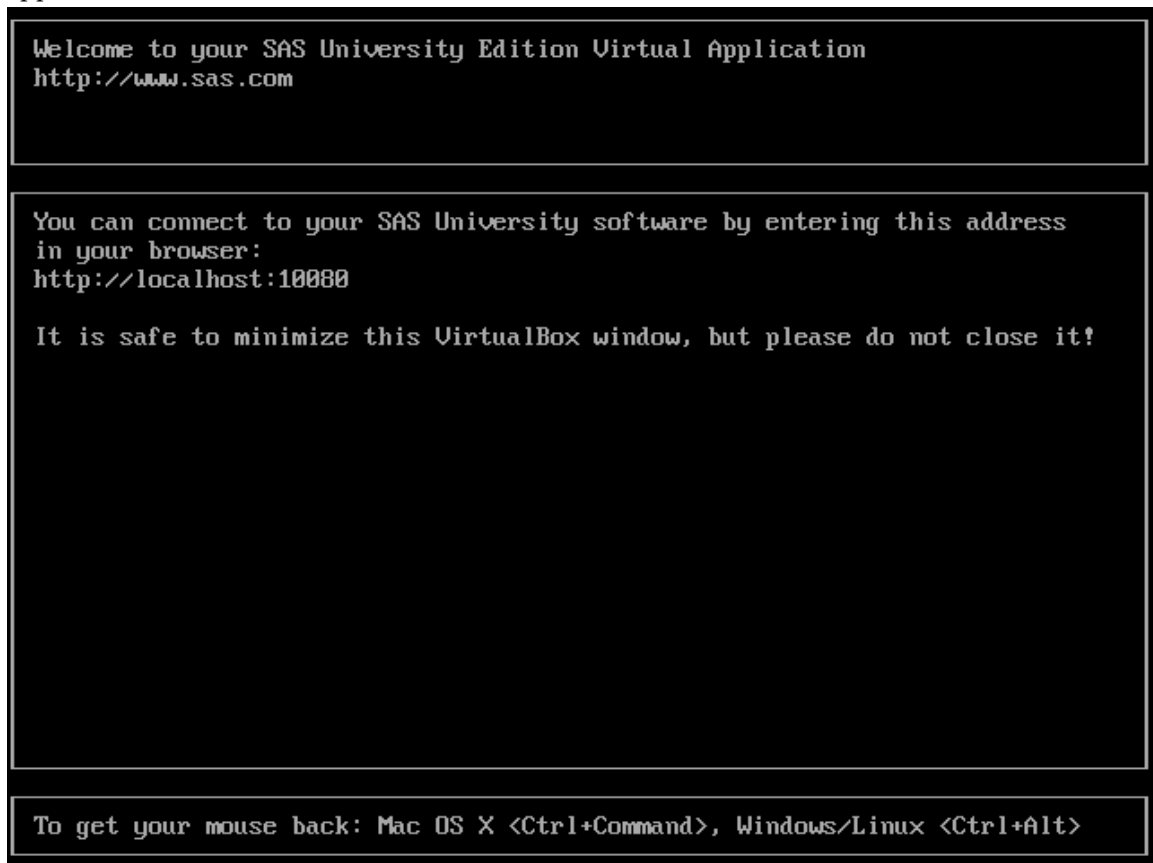 Welcome to your SAS University Edition Virtual Application
http://www.sas.com
You can connect to your SAS University software by entering this address
in your browser:
http://localhost:10080
It is safe to minimize this VirtualBox window, but please do not close it!
To get your mouse back: Mac OS X <Ctrl+Command>, Windows/Linux <Ctrl+Alt>